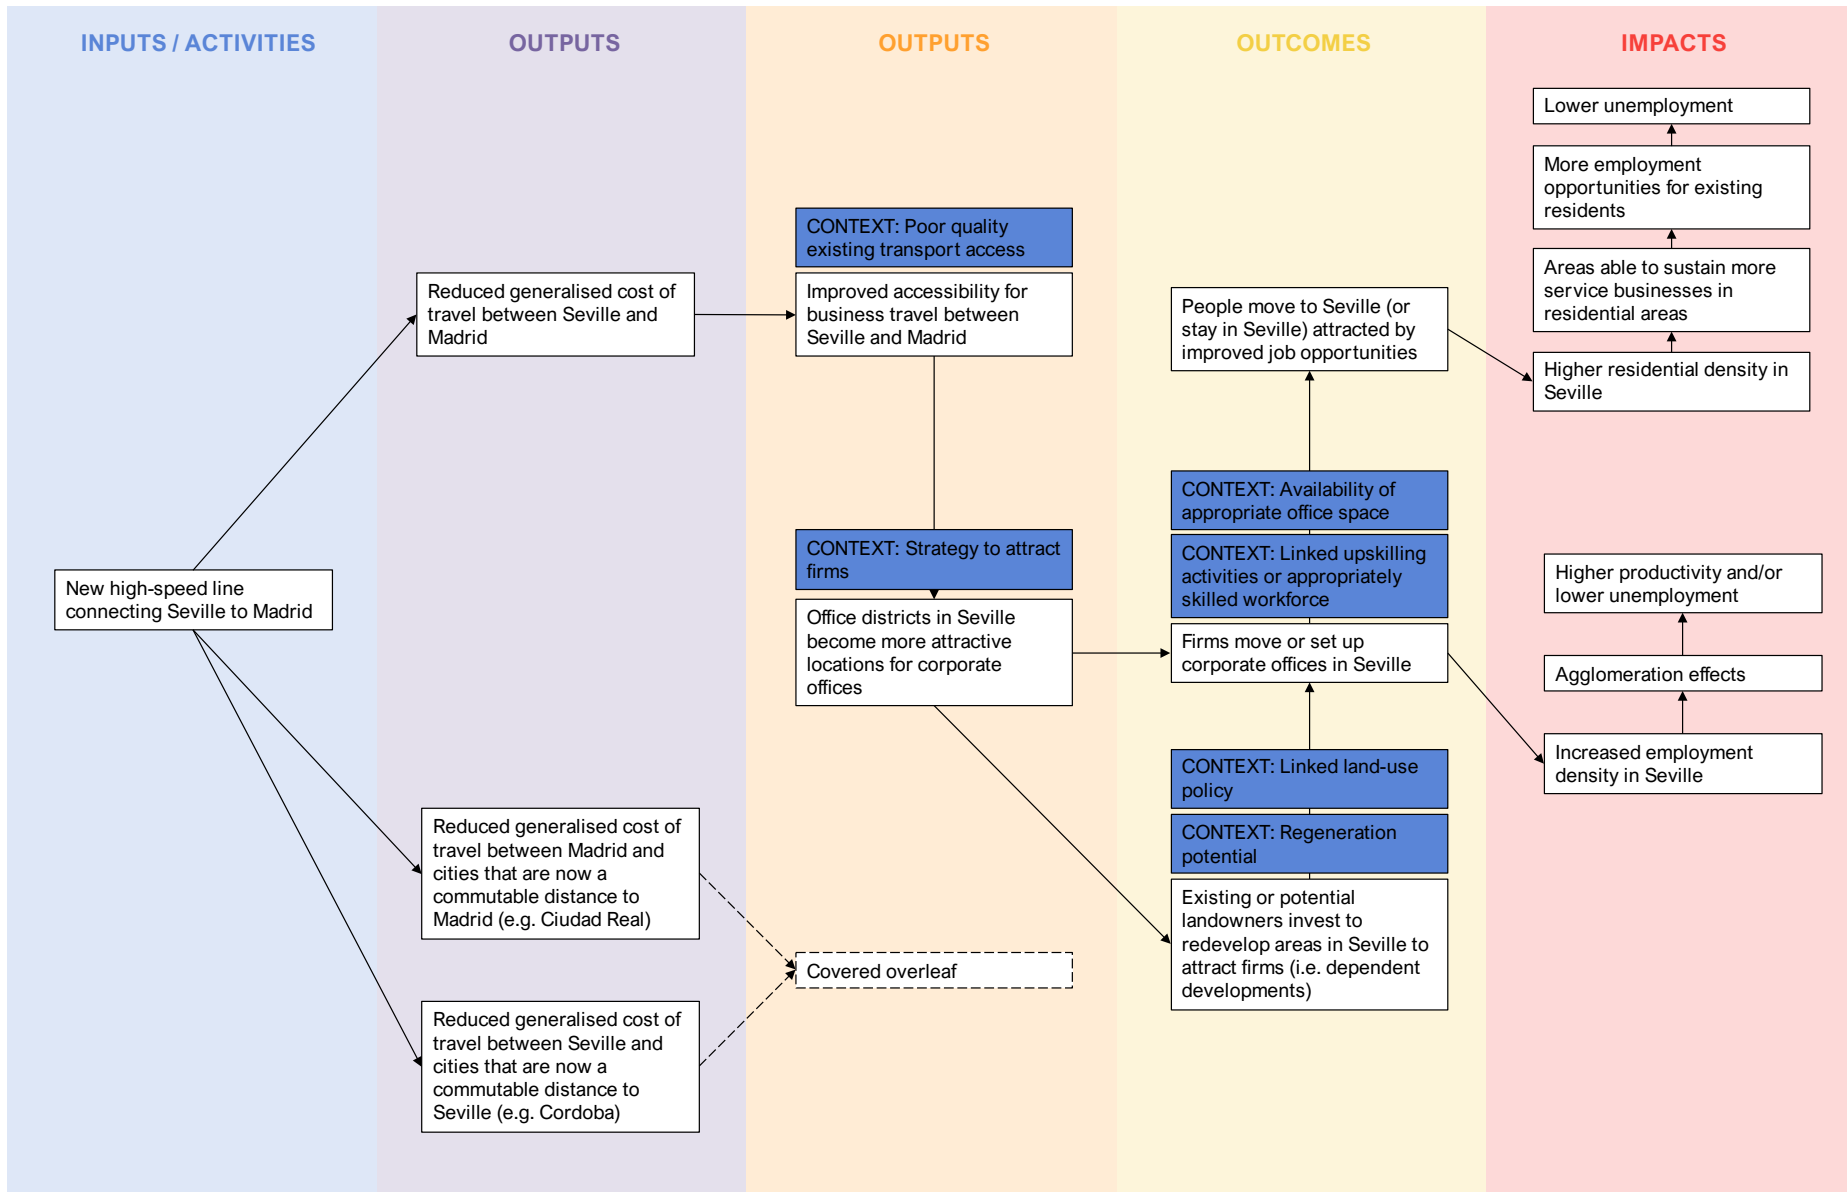 INPUTS / ACTIVITIES
OUTPUTS
OUTPUTS
OUTCOMES
IMPACTS
New high-speed line
connecting Seville to Madrid
Reduced generalised cost of
travel between Seville and
Madrid
Reduced generalised cost of
travel between Madrid and
cities that are now a
commutable distance to
Madrid (e.g. Ciudad Real)
Reduced generalised cost of
travel between Seville and
cities that are now a
commutable distance to
Seville (e.g. Cordoba)
CONTEXT: Poor quality
existing transport access
Improved accessibility for
business travel between
Seville and Madrid
CONTEXT: Strategy to attract
firms
Office districts in Seville
become more attractive
locations for corporate
offices
Covered overleaf
People move to Seville (or
stay in Seville) attracted by
improved job opportunities
CONTEXT: Availability of
appropriate office space
CONTEXT: Linked upskilling
activities or appropriately
skilled workforce
Firms move or set up
corporate offices in Seville
CONTEXT: Linked land-use
policy
CONTEXT: Regeneration
potential
Existing or potential
landowners invest to
redevelop areas in Seville to
attract firms (i.e. dependent
developments)
Lower unemployment
More employment
opportunities for existing
residents
Areas able to sustain more
service businesses in
residential areas
Higher residential density in
Seville
Higher productivity and/or
lower unemployment
Agglomeration effects
Increased employment
density in Seville